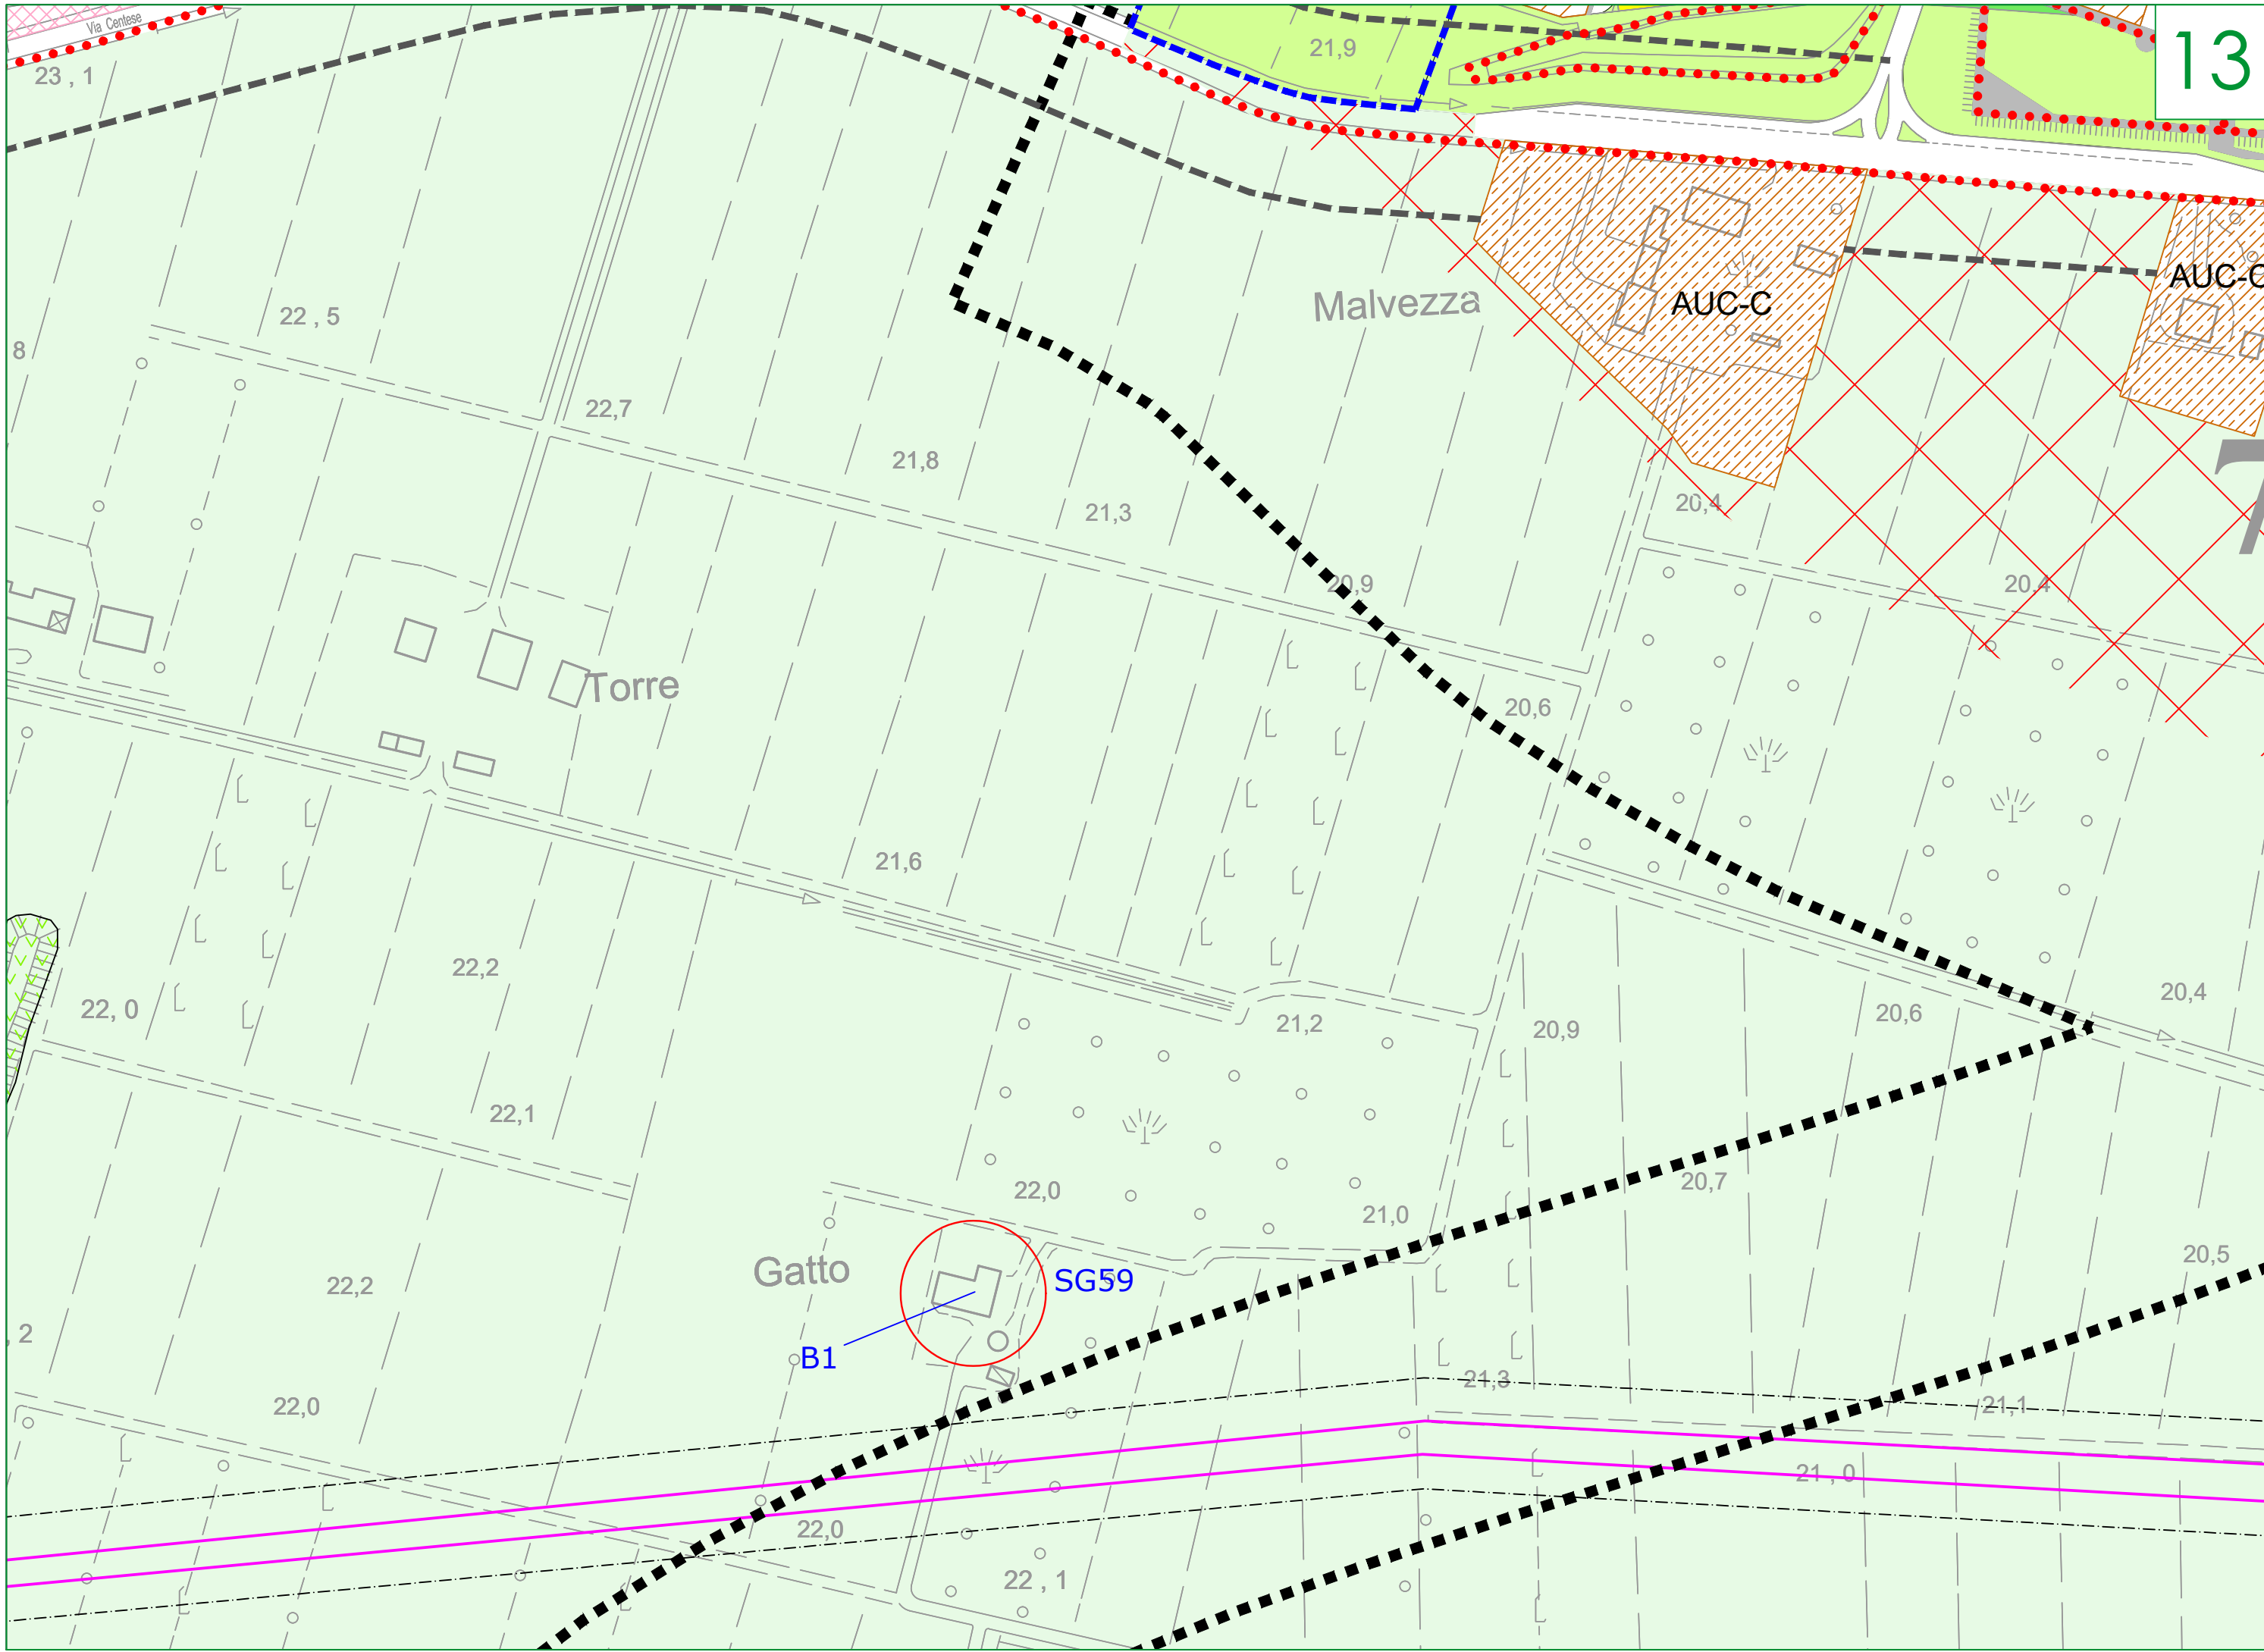 Via Centese
13
21,9
23 , 1
AUC-C
Malvezza
AUC-C
22 , 5
8
22,7
21,8
7
20,4
21,3
20,9
20,4
Torre
20,6
21,6
22,2
20,4
22, 0
20,6
21,2
20,9
22,1
20,7
22,0
21,0
20,5
Gatto
SG59
22,2
, 2
B1
21,3
22,0
21,1
21 , 0
22,0
22 , 1